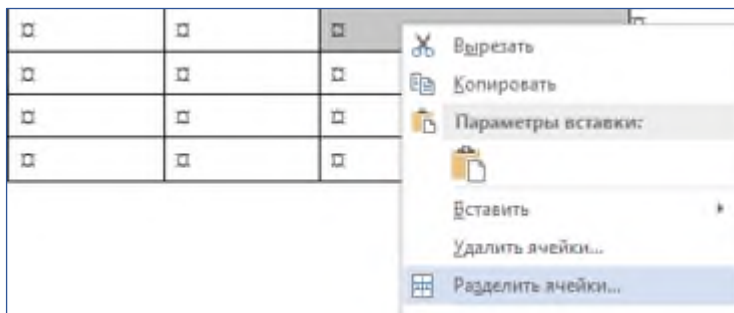 ¤ ¤ ¤ ¤
¤ ¤ ¤
¤ ¤ ¤
¤ ¤ ¤
Вырезать
Копировать
Параметры вставки:
Вставить
Удалить ячейки...
Разделить ячейки...